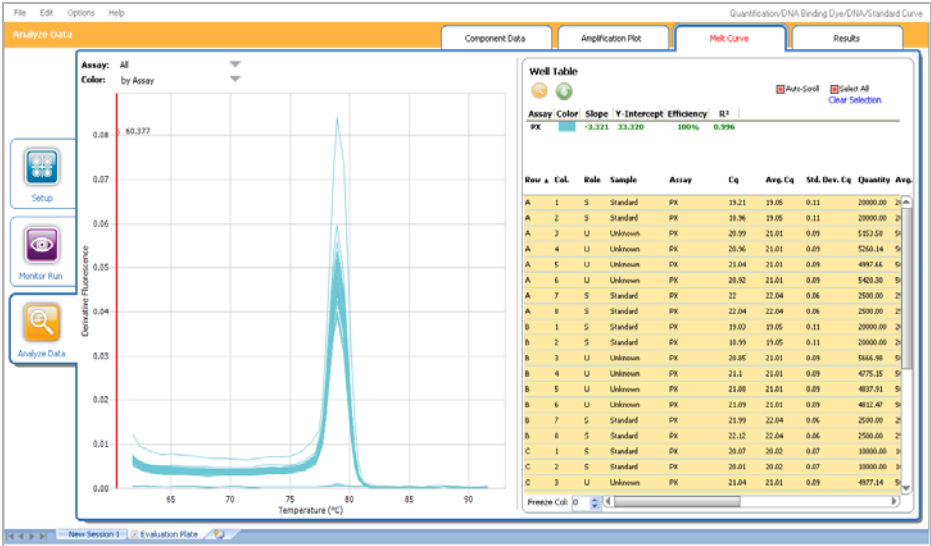 File Edit Options Help
Quantification/DNA Binding Dye/DNA/Standard Curve
Analyze Data
Component Data Amplification Plot Melt Curve Results
Setup
Monitor Run
Analyze Data
Assay: All
Color: by Assay
60.377
Derivative Fluorescence
0.08
0.07
0.06
0.05
0.04
0.03
0.02
0.01
0.00
65 70 75 80 85 90
Temperature (°C)
Well Table
Auto-Scroll Select All
Clear Selection
Assay Color Slope Y-Intercept Efficiency R²
PX -3.321 33.320 100% 0.996
Row Col. Role Sample Assay Cq Avg. Cq Std. Dev. Cq Quantity Avg.
A 1 S Standard PX 19.21 19.05 0.11 20000.00
A 2 S Standard PX 18.96 19.05 0.11 20000.00
A 3 U Unknown PX 20.99 21.01 0.09 5153.58
A 4 U Unknown PX 20.96 21.01 0.09 5260.14
A 5 U Unknown PX 21.04 21.01 0.09 4997.66
A 6 U Unknown PX 20.92 21.01 0.09 5420.30
A 7 S Standard PX 22 22.04 0.06 2500.00
A 8 S Standard PX 22.04 22.04 0.06 2500.00
B 1 S Standard PX 19.03 19.05 0.11 20000.00
B 2 S Standard PX 18.99 19.05 0.11 20000.00
B 3 U Unknown PX 20.85 21.01 0.09 5666.98
B 4 U Unknown PX 21.1 21.01 0.09 4775.15
B 5 U Unknown PX 21.08 21.01 0.09 4837.91
B 6 U Unknown PX 21.09 21.01 0.09 4812.47
B 7 S Standard PX 21.99 22.04 0.06 2500.00
B 8 S Standard PX 22.12 22.04 0.06 2500.00
C 1 S Standard PX 20.07 20.02 0.07 10000.00
C 2 S Standard PX 20.01 20.02 0.07 10000.00
C 3 U Unknown PX 21.04 21.01 0.09 4977.14
Freeze Col: 0
New Session 1 Evaluation Plate